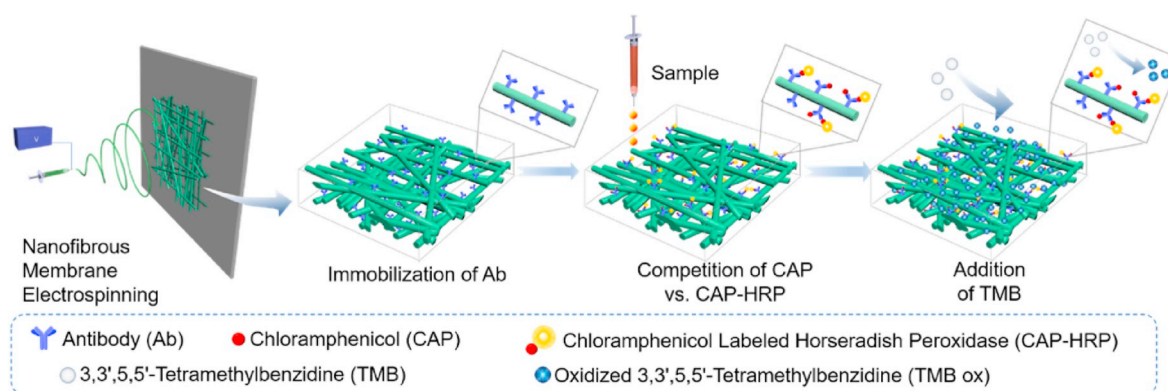 Sample
Nanofibrous
Membrane
Electrospinning
Immobilization of Ab
Competition of CAP
vs. CAP-HRP
Addition
of TMB
Antibody (Ab)
Chloramphenicol (CAP)
Chloramphenicol Labeled Horseradish Peroxidase (CAP-HRP)
3,3',5,5'-Tetramethylbenzidine (TMB)
Oxidized 3,3',5,5'-Tetramethylbenzidine (TMB ox)